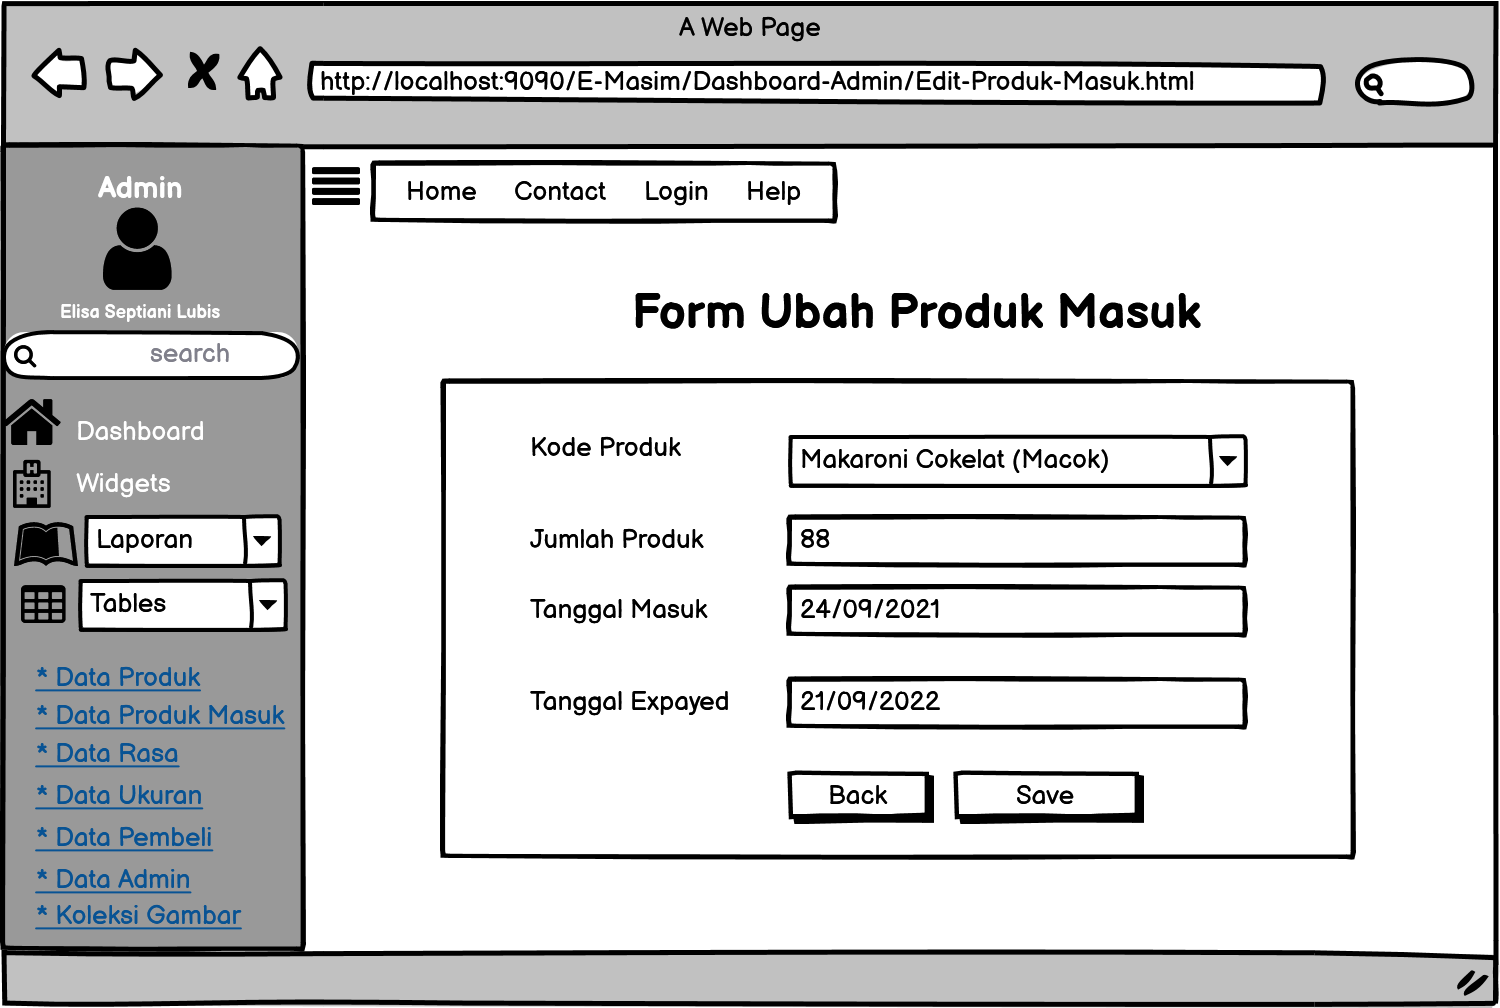 A Web Page
http://localhost:9090/E-Masim/Dashboard-Admin/Edit-Produk-Masuk.html
Admin
Elisa Septiani Lubis
search
Dashboard
Widgets
Laporan
Tables
* Data Produk
* Data Produk Masuk
* Data Rasa
* Data Ukuran
* Data Pembeli
* Data Admin
* Koleksi Gambar
Home Contact Login Help
Form Ubah Produk Masuk
Kode Produk Makaroni Cokelat (Macok)
Jumlah Produk 88
Tanggal Masuk 24/09/2021
Tanggal Expayed 21/09/2022
Back Save